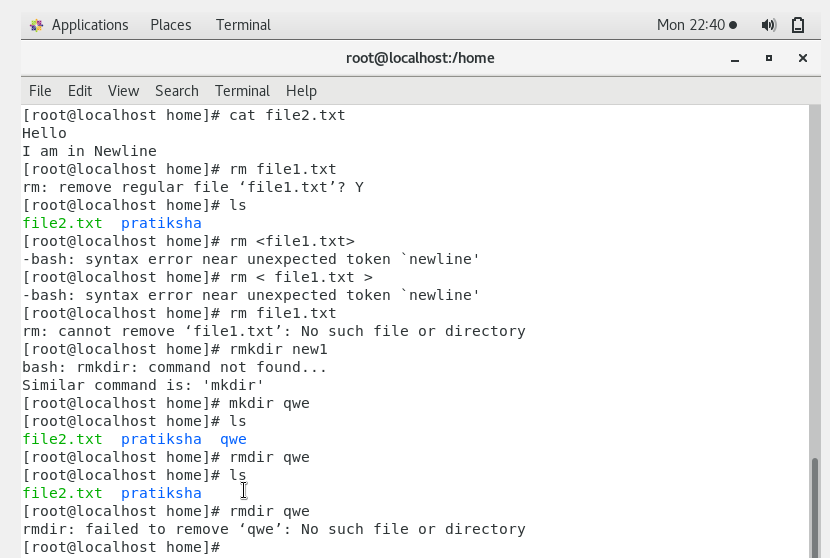 Applications Places Terminal Mon 22:40
root@localhost:/home
File Edit View Search Terminal Help
[root@localhost home]# cat file2.txt
Hello
I am in Newline
[root@localhost home]# rm file1.txt
rm: remove regular file ‘file1.txt’? Y
[root@localhost home]# ls
file2.txt  pratiksha
[root@localhost home]# rm <file1.txt>
-bash: syntax error near unexpected token `newline'
[root@localhost home]# rm < file1.txt >
-bash: syntax error near unexpected token `newline'
[root@localhost home]# rm file1.txt
rm: cannot remove ‘file1.txt’: No such file or directory
[root@localhost home]# rmkdir new1
bash: rmkdir: command not found...
Similar command is: 'mkdir'
[root@localhost home]# mkdir qwe
[root@localhost home]# ls
file2.txt  pratiksha  qwe
[root@localhost home]# rmdir qwe
[root@localhost home]# ls
file2.txt  pratiksha
[root@localhost home]# rmdir qwe
rmdir: failed to remove ‘qwe’: No such file or directory
[root@localhost home]#